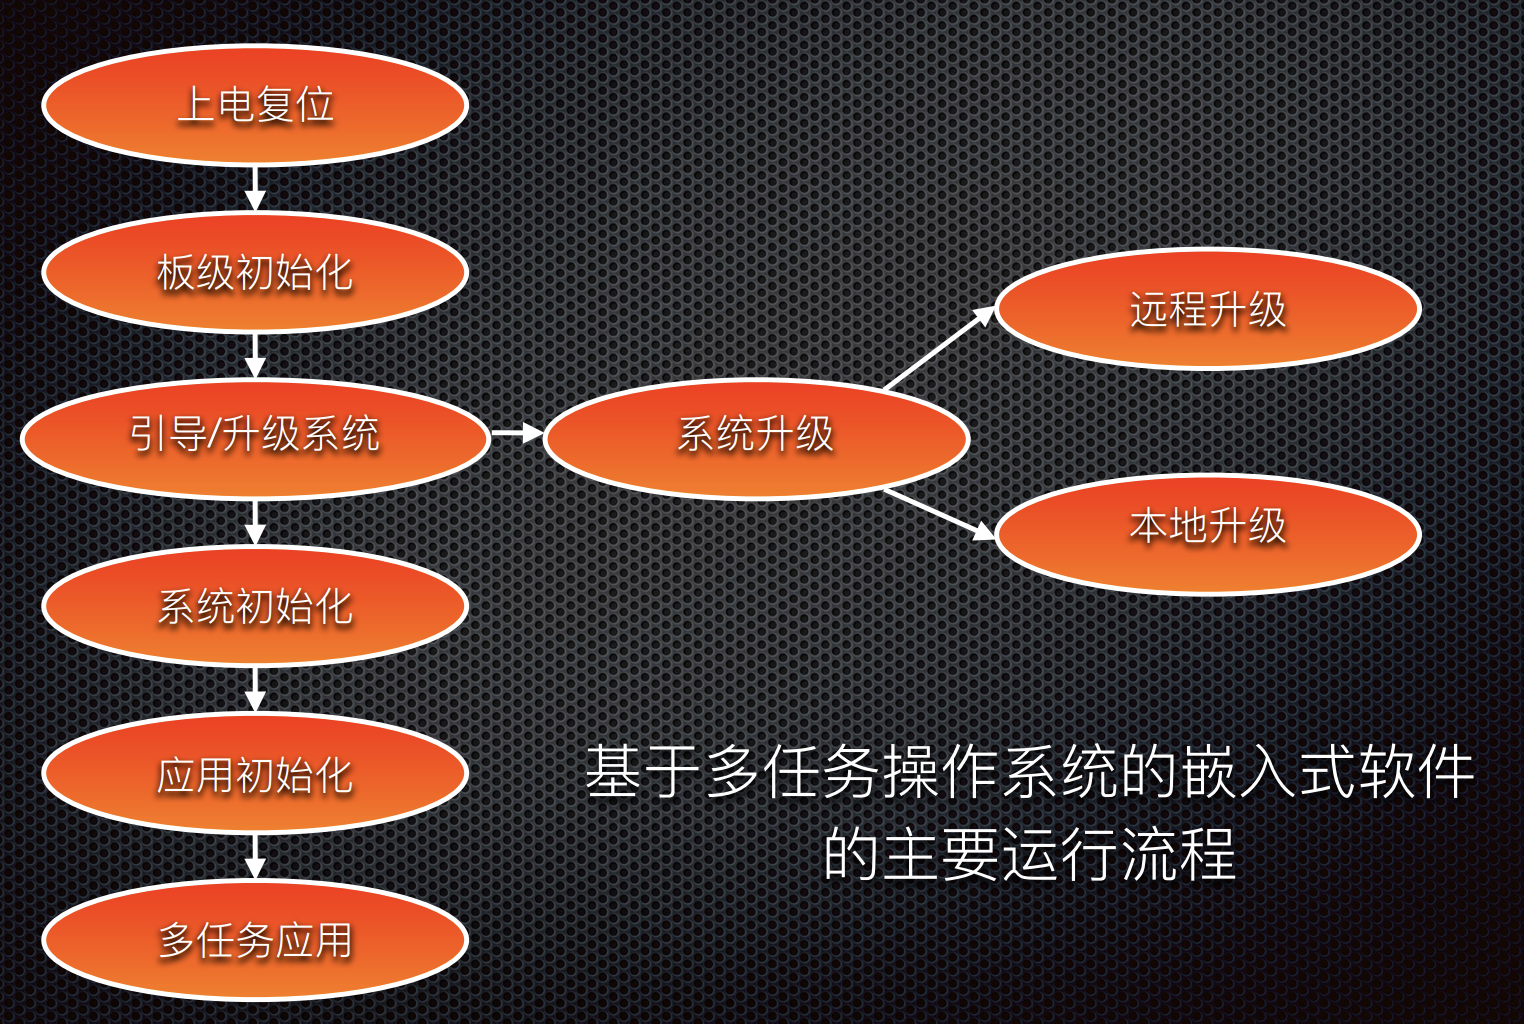 上电复位
板级初始化
引导/升级系统
系统初始化
应用初始化
多任务应用
系统升级
远程升级
本地升级
基于多任务操作系统的嵌入式软件
的主要运行流程